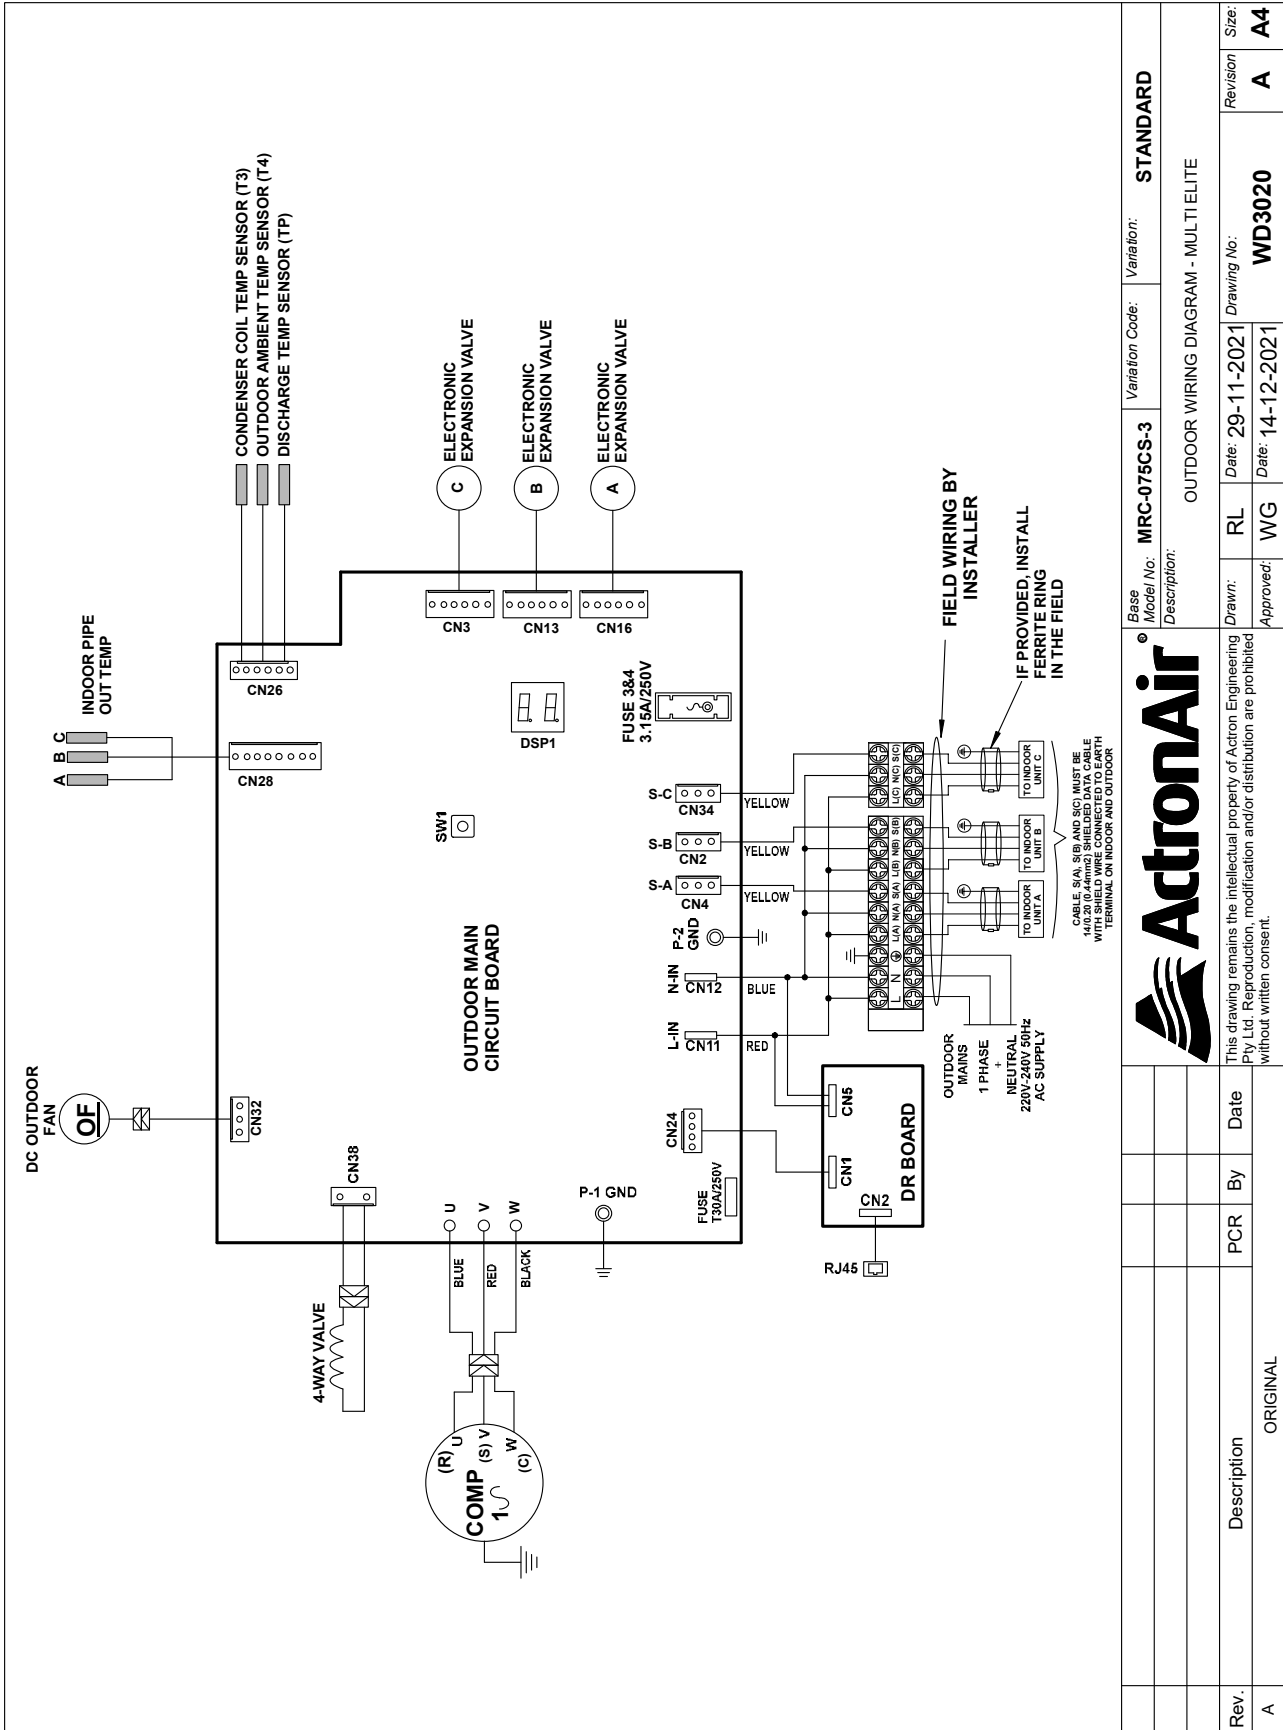 DC OUTDOOR
FAN
OF
INDOOR PIPE
OUT TEMP
A
B
C
CONDENSER COIL TEMP SENSOR (T3)
OUTDOOR AMBIENT TEMP SENSOR (T4)
DISCHARGE TEMP SENSOR (TP)
CN32
CN28
CN26
4-WAY VALVE
CN38
COMP
1
(R)
U
(S) V
W
(C)
BLUE
RED
BLACK
U
V
W
P-1 GND
OUTDOOR MAIN
CIRCUIT BOARD
SW1
DSP1
CN3
CN13
CN16
C
ELECTRONIC
EXPANSION VALVE
B
ELECTRONIC
EXPANSION VALVE
A
ELECTRONIC
EXPANSION VALVE
FUSE 3&4
3.15A/250V
FUSE
T30A/250V
CN24
L-IN
CN11
N-IN
CN12
P-2
GND
S-A
CN4
S-B
CN2
S-C
CN34
RED
BLUE
YELLOW
YELLOW
YELLOW
RJ45
CN2
CN1
CN5
DR BOARD
L
N
L(A)
N(A)
S(A)
L(B)
N(B)
S(B)
L(C)
N(C)
S(C)
FIELD WIRING BY
INSTALLER
IF PROVIDED, INSTALL
FERRITE RING
IN THE FIELD
OUTDOOR
MAINS
1 PHASE
+
NEUTRAL
220V-240V 50Hz
AC SUPPLY
TO INDOOR
UNIT A
TO INDOOR
UNIT B
TO INDOOR
UNIT C
CABLE, S(A), S(B) AND S(C) MUST BE
14/0.20 (0.44mm2) SHIELDED DATA CABLE
WITH SHIELD WIRE CONNECTED TO EARTH
TERMINAL ON INDOOR AND OUTDOOR
Rev.
Description
PCR
By
Date
A
ORIGINAL
ActronAir®
This drawing remains the intellectual property of Actron Engineering
Pty Ltd. Reproduction, modification and/or distribution are prohibited
without written consent.
Base
Model No:
MRC-075CS-3
Variation Code:
Variation:
STANDARD
Description:
OUTDOOR WIRING DIAGRAM - MULTI ELITE
Drawn:
RL
Date: 29-11-2021
Approved:
WG
Date: 14-12-2021
Drawing No:
WD3020
Revision
A
Size:
A4